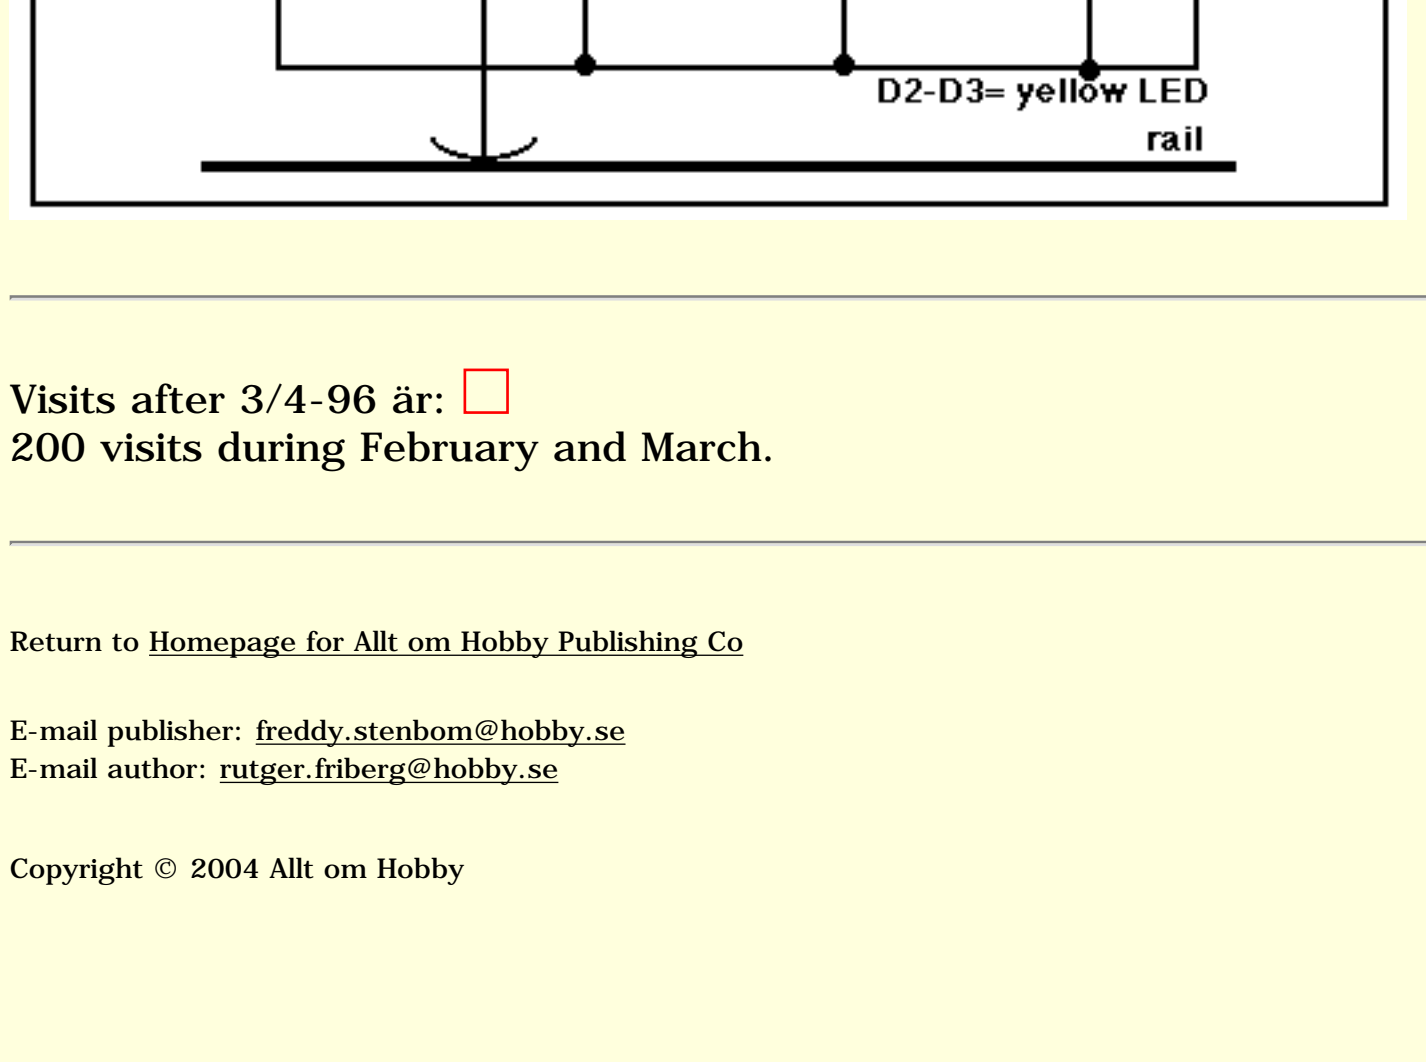 D2-D3= yellow LED
rail
Visits after 3/4-96 är:
200 visits during February and March.
Return to Homepage for Allt om Hobby Publishing Co
E-mail publisher: freddy.stenbom@hobby.se
E-mail author: rutger.friberg@hobby.se
Copyright © 2004 Allt om Hobby